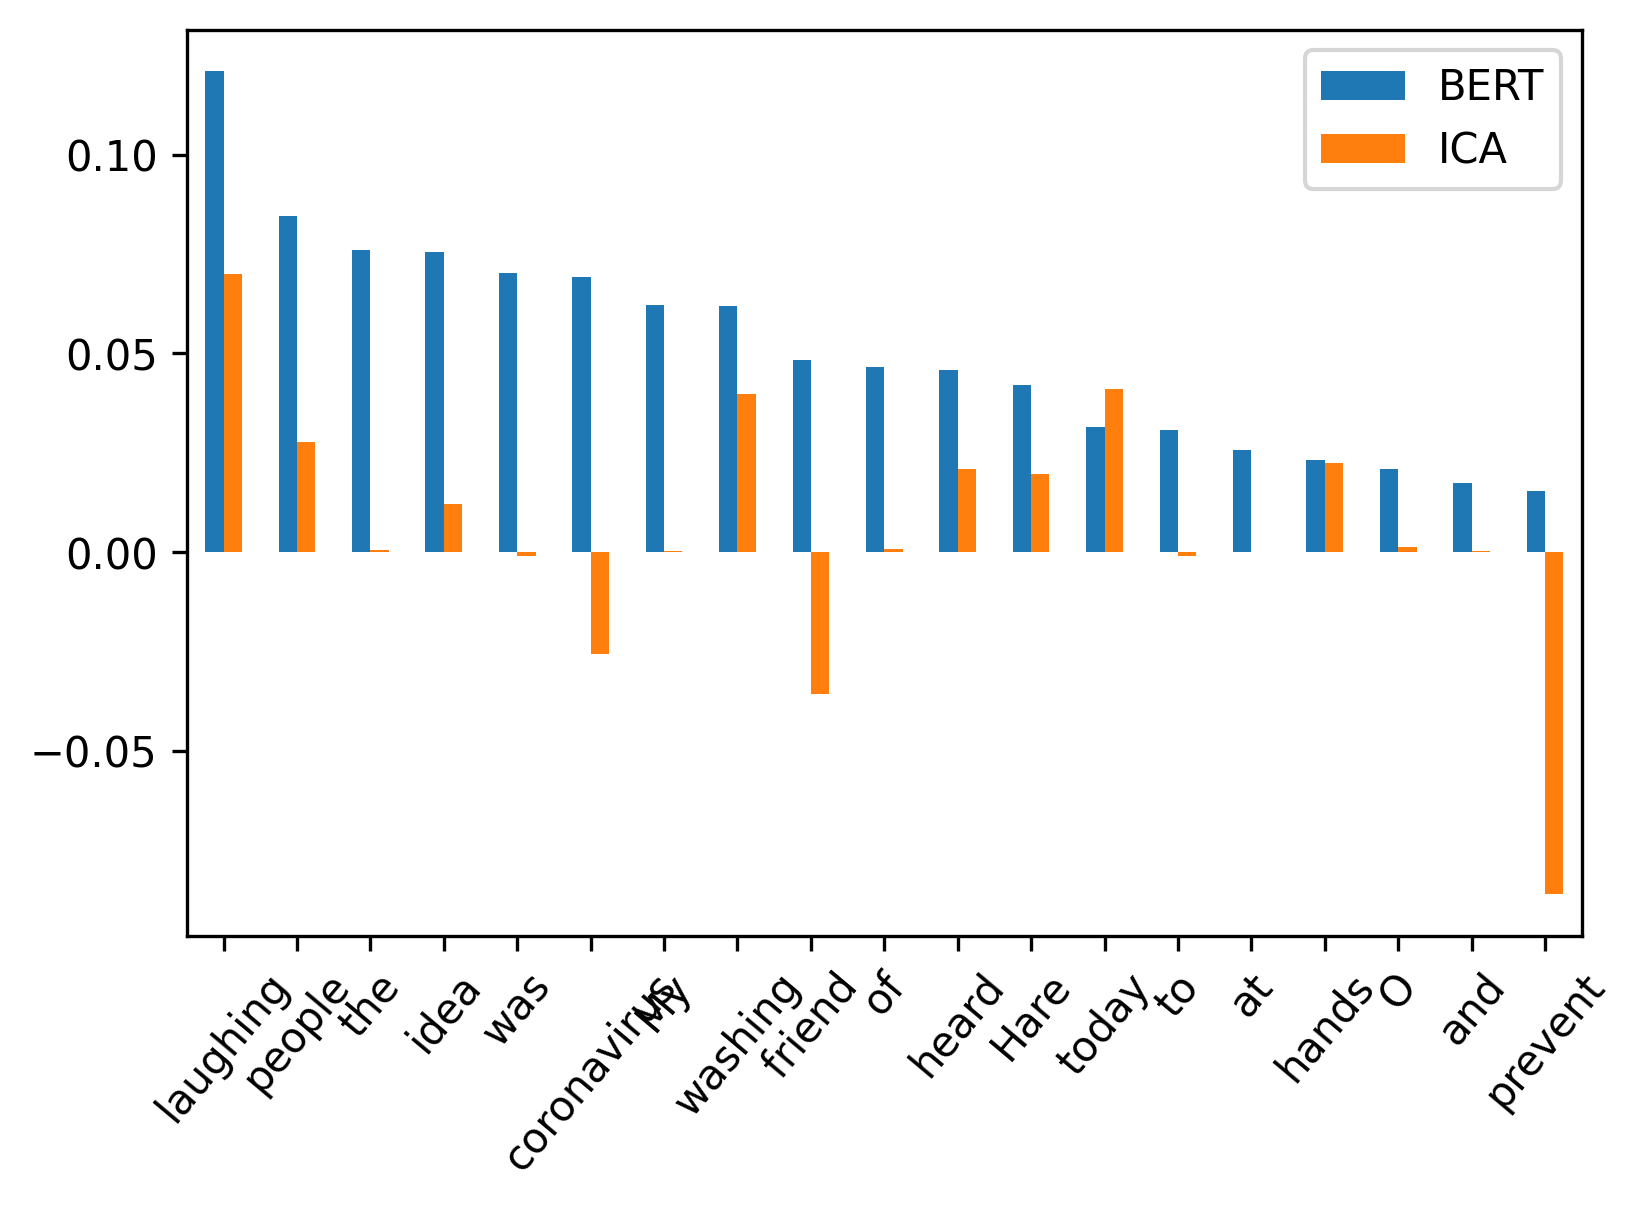 BERT
ICA
0.10
0.05
0.00
−0.05
laughing
people
the
idea
was
coronavirus
My
washing
friend
of
heard
Hare
today
to
at
hands
O
and
prevent